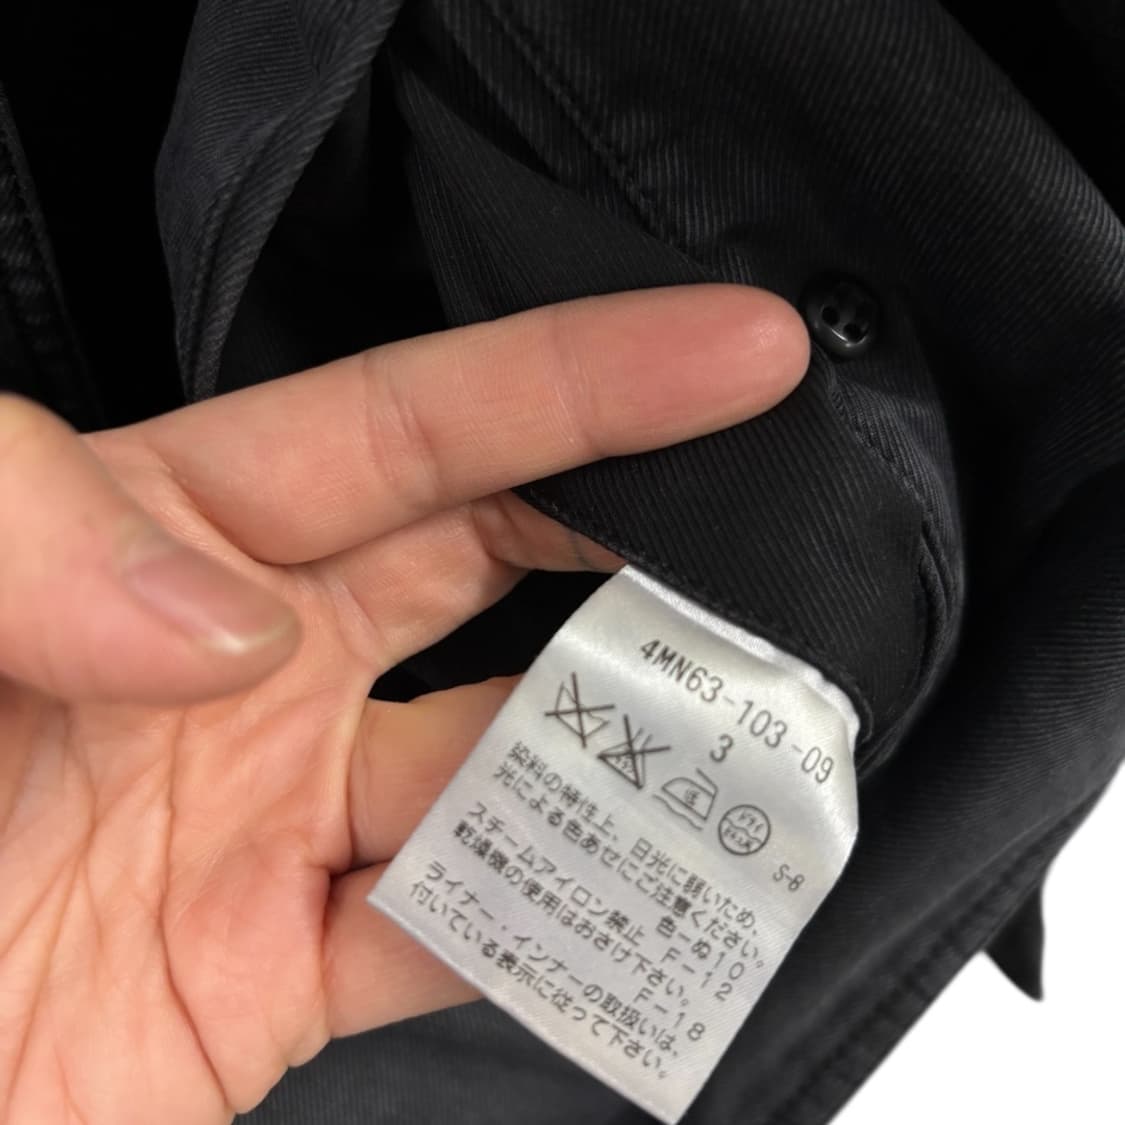 4MN63-103-09
3
ドライ
S-8
染料の特性上、日光に弱いため、
光による色あせにご注意ください。
色-ぬ10
スチームアイロン禁止 F-12
乾燥機の使用はおさけ下さい。
F-18
ライナー・インナーの取扱いは、
付いている表示に従って下さい。